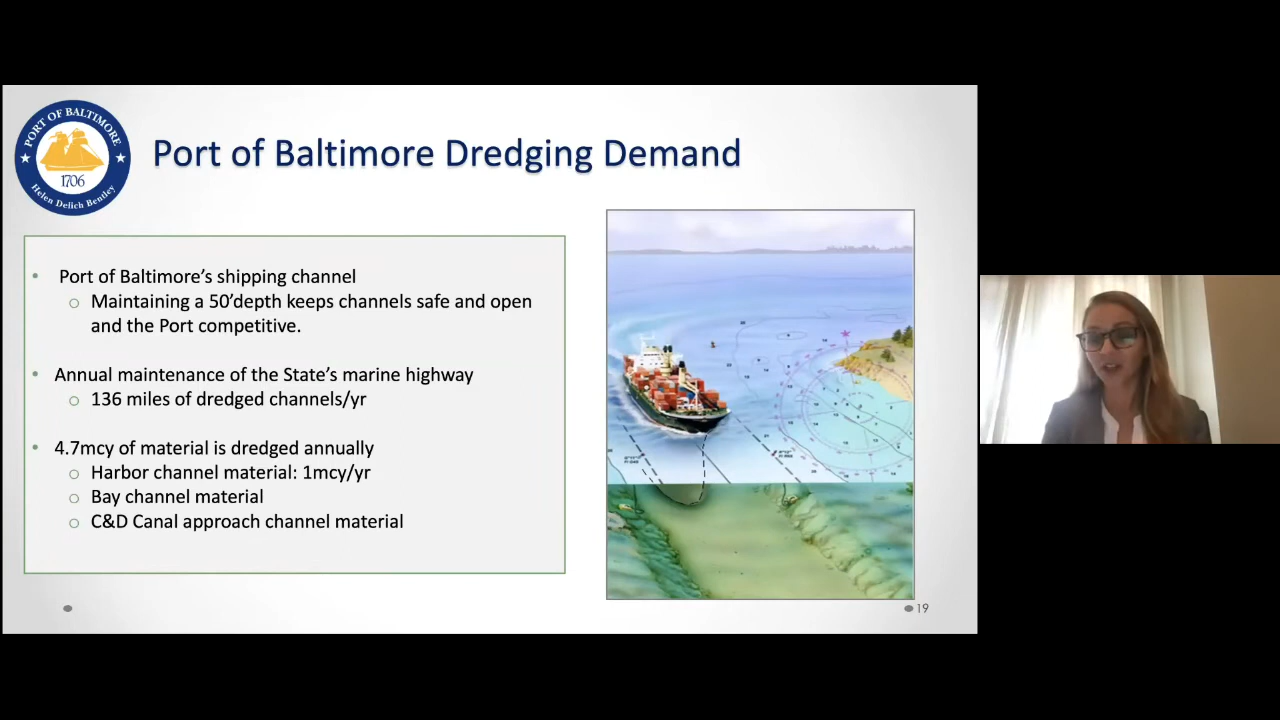 PORT OF BALTIMORE
1706
Helen Delich Bentley
Port of Baltimore Dredging Demand
• Port of Baltimore's shipping channel
o Maintaining a 50'depth keeps channels safe and open
and the Port competitive.
• Annual maintenance of the State's marine highway
o 136 miles of dredged channels/yr
• 4.7mcy of material is dredged annually
o Harbor channel material: 1mcy/yr
o Bay channel material
o C&D Canal approach channel material
19